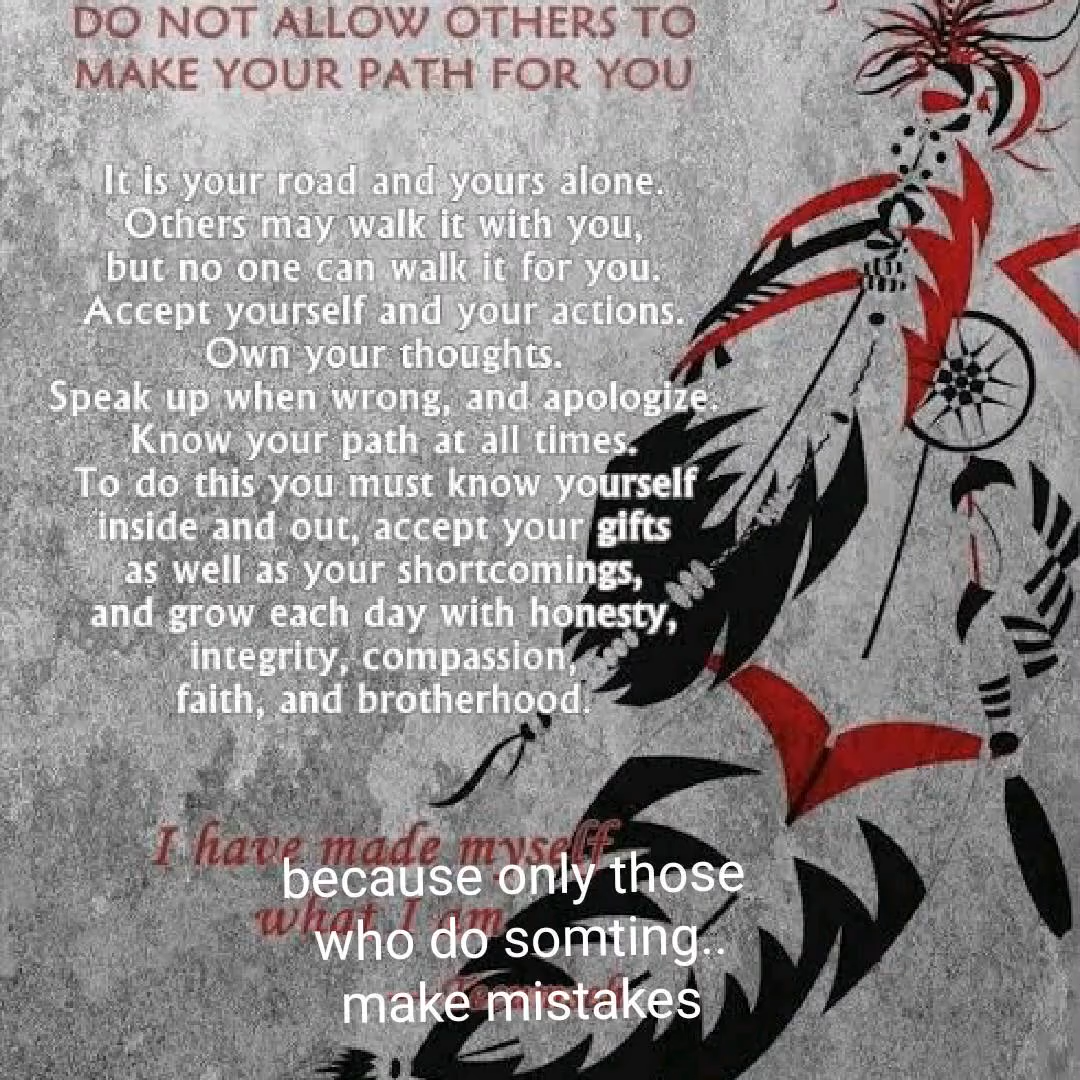 DO NOT ALLOW OTHERS TO
MAKE YOUR PATH FOR YOU
It is your road and yours alone.
Others may walk it with you,
but no one can walk it for you.
Accept yourself and your actions.
Own your thoughts.
Speak up when wrong, and apologize.
Know your path at all times.
To do this you must know yourself
inside and out, accept your gifts
as well as your shortcomings,
and grow each day with honesty,
integrity, compassion,
faith, and brotherhood.
I have made myself
because only those
what I am
who do somting..
make mistakes